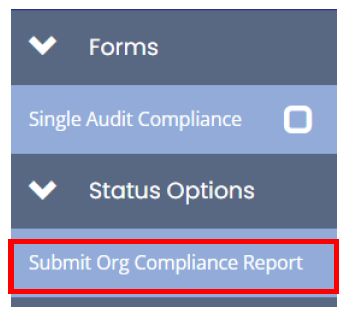 Forms
Single Audit Compliance
Status Options
Submit Org Compliance Report